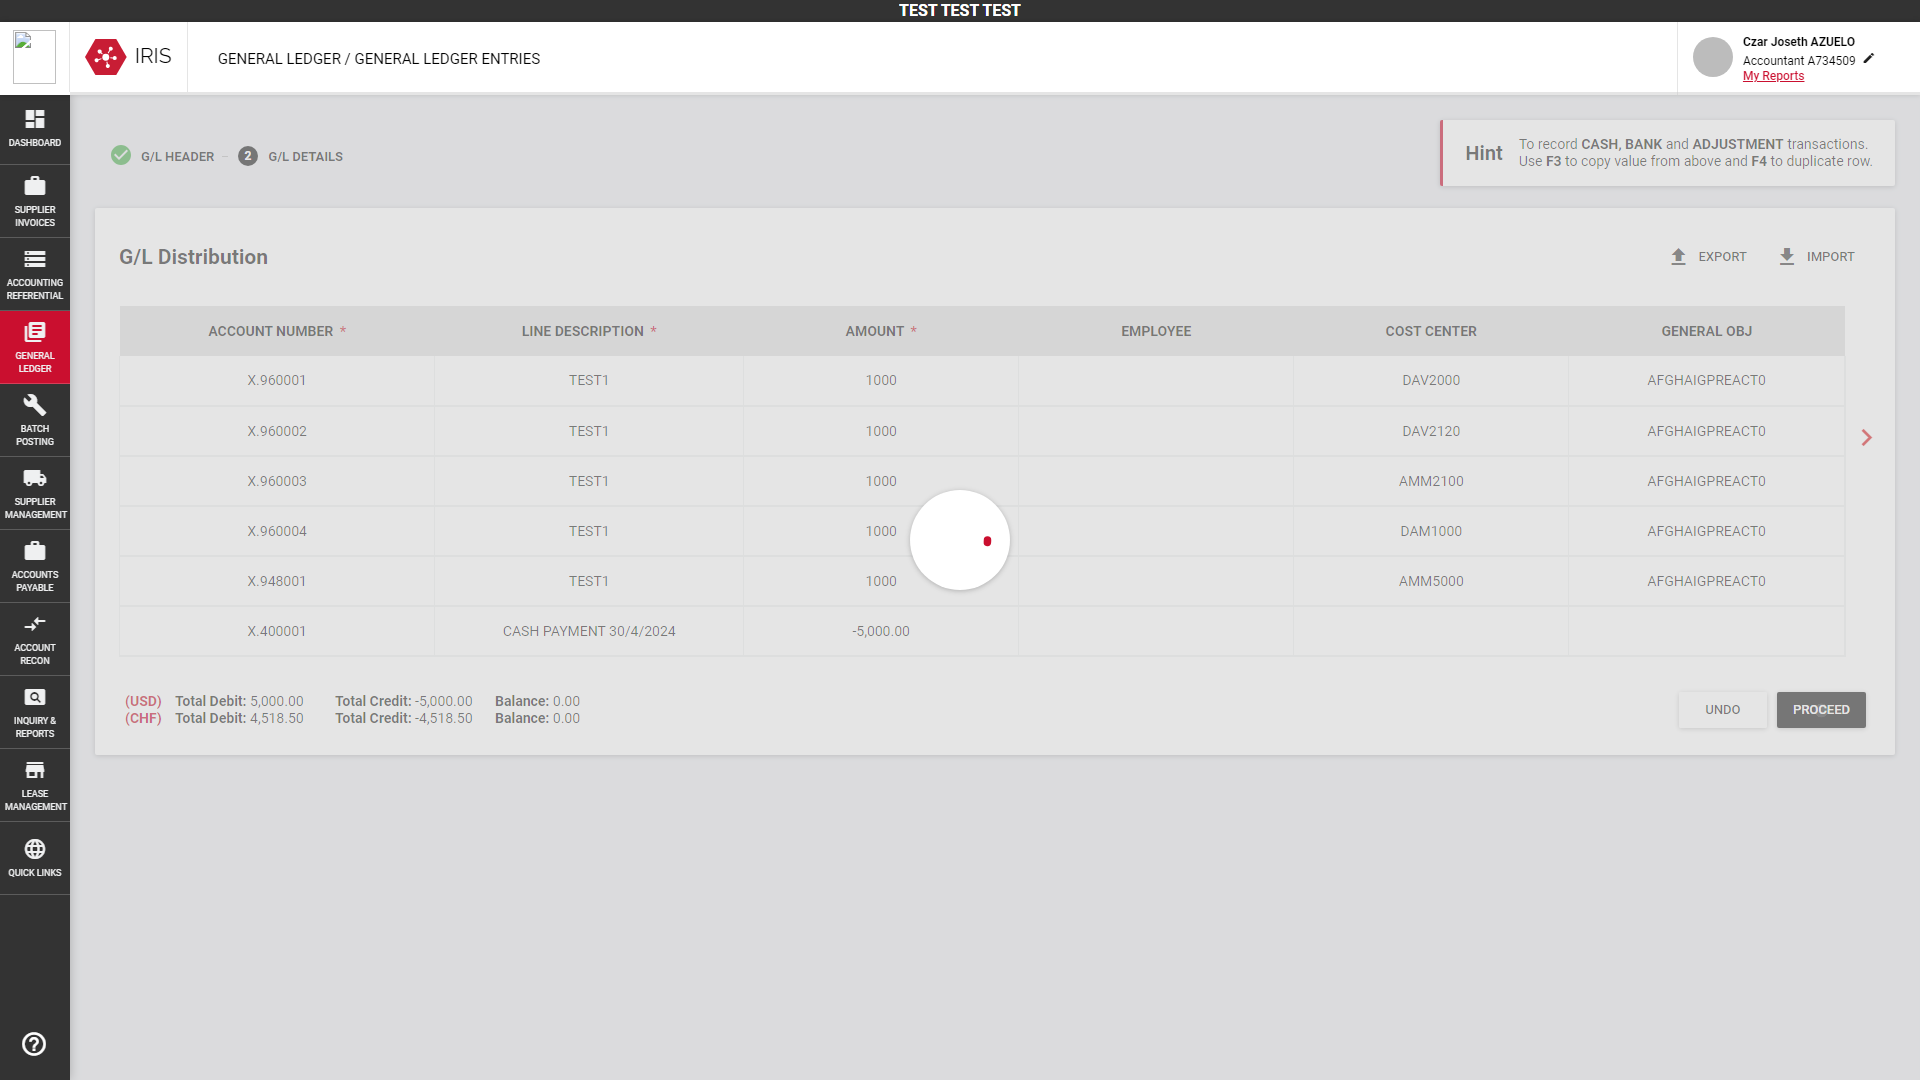 TEST TEST TEST
IRIS
GENERAL LEDGER / GENERAL LEDGER ENTRIES
Czar Joseth AZUELO
Accountant A734509
My Reports
DASHBOARD
SUPPLIER
INVOICES
ACCOUNTING
REFERENTIAL
GENERAL
LEDGER
BATCH
POSTING
SUPPLIER
MANAGEMENT
ACCOUNTS
PAYABLE
ACCOUNT
RECON
INQUIRY &
REPORTS
LEASE
MANAGEMENT
QUICK LINKS
G/L HEADER 2 G/L DETAILS
Hint
To record CASH, BANK and ADJUSTMENT transactions.
Use F3 to copy value from above and F4 to duplicate row.
G/L Distribution
EXPORT IMPORT
ACCOUNT NUMBER * LINE DESCRIPTION * AMOUNT * EMPLOYEE COST CENTER GENERAL OBJ
X.960001 TEST1 1000 DAV2000 AFGHAIGPREACT0
X.960002 TEST1 1000 DAV2120 AFGHAIGPREACT0
X.960003 TEST1 1000 AMM2100 AFGHAIGPREACT0
X.960004 TEST1 1000 DAM1000 AFGHAIGPREACT0
X.948001 TEST1 1000 AMM5000 AFGHAIGPREACT0
X.400001 CASH PAYMENT 30/4/2024 -5,000.00
(USD) Total Debit: 5,000.00 Total Credit: -5,000.00 Balance: 0.00
(CHF) Total Debit: 4,518.50 Total Credit: -4,518.50 Balance: 0.00
UNDO PROCEED